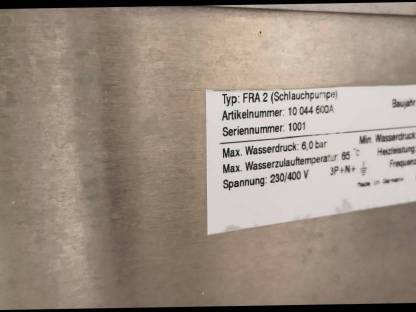 Typ: FRA 2 (Schlauchpumpe) Baujahr
Artikelnummer: 10 044 600A
Seriennummer: 1001
Max. Wasserdruck: 6,0 bar Min. Wasserdruck:
Max. Wasserzulauftemperatur: 65 °c Heizleistung:
Spannung: 230/400 V 3P+N+⏚ Frequenz
Made in Germany